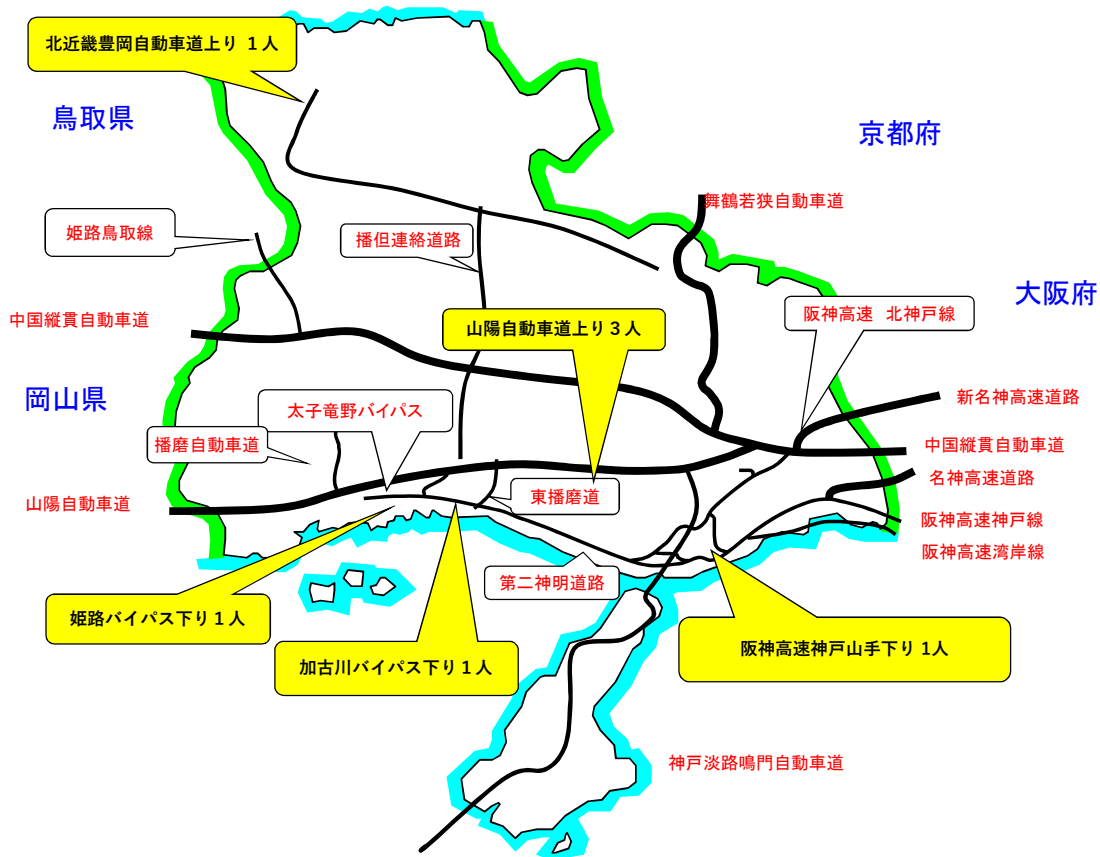 北近畿豊岡自動車道上り 1人
鳥取県
京都府
舞鶴若狭自動車道
姫路鳥取線
播但連絡道路
大阪府
中国縦貫自動車道
山陽自動車道上り3人
阪神高速 北神戸線
岡山県
太子竜野バイパス
新名神高速道路
播磨自動車道
中国縦貫自動車道
名神高速道路
山陽自動車道
東播磨道
阪神高速神戸線
阪神高速湾岸線
第二神明道路
姫路バイパス下り1人
加古川バイパス下り1人
阪神高速神戸山手下り 1人
神戸淡路鳴門自動車道